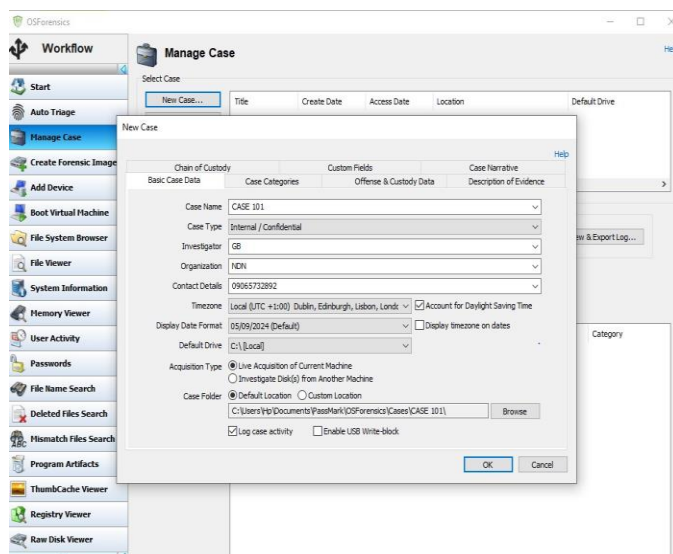 OSForensics
Workflow
Start
Auto Triage
Manage Case
Create Forensic Image
Add Device
Boot Virtual Machine
File System Browser
File Viewer
System Information
Memory Viewer
User Activity
Passwords
File Name Search
Deleted Files Search
Mismatch Files Search
Program Artifacts
ThumbCache Viewer
Registry Viewer
Raw Disk Viewer
Manage Case
Select Case
New Case...
Title Create Date Access Date Location Default Drive
New Case
Help
Chain of Custody Custom Fields Case Narrative
Basic Case Data Case Categories Offense & Custody Data Description of Evidence
Case Name CASE 101
Case Type Internal / Confidential
Investigator GB
Organization NDN
Contact Details 09065732892
Timezone Local (UTC +1:00) Dublin, Edinburgh, Lisbon, Account for Daylight Saving Time
Display Date Format 05/09/2024 (Default) Display timezone on dates
Default Drive C:\ [Local]
Acquisition Type Live Acquisition of Current Machine
Investigate Disk(s) from Another Machine
Case Folder Default Location Custom Location
C:\Users\Hp\Documents\PassMark\OSForensics\Cases\CASE 101\ Browse
Log case activity Enable USB Write-block
OK Cancel
& Export Log...
Category